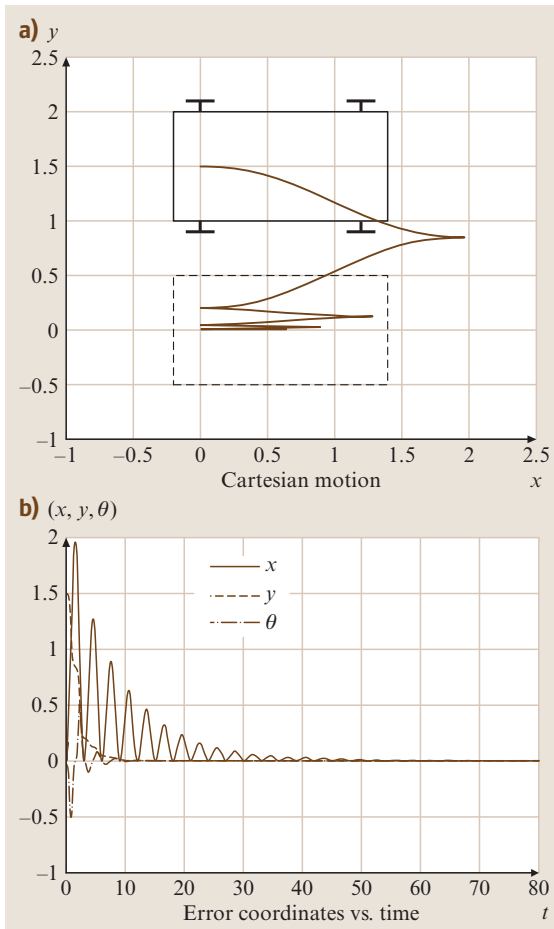 a) y
2.5
2
1.5
1
0.5
0
–0.5
–1
–1 –0.5 0 0.5 1 1.5 2 2.5
Cartesian motion x
b) (x, y, θ)
2
x
1.5
y
θ
1
0.5
0
–0.5
–1
0 10 20 30 40 50 60 70 80
Error coordinates vs. time t